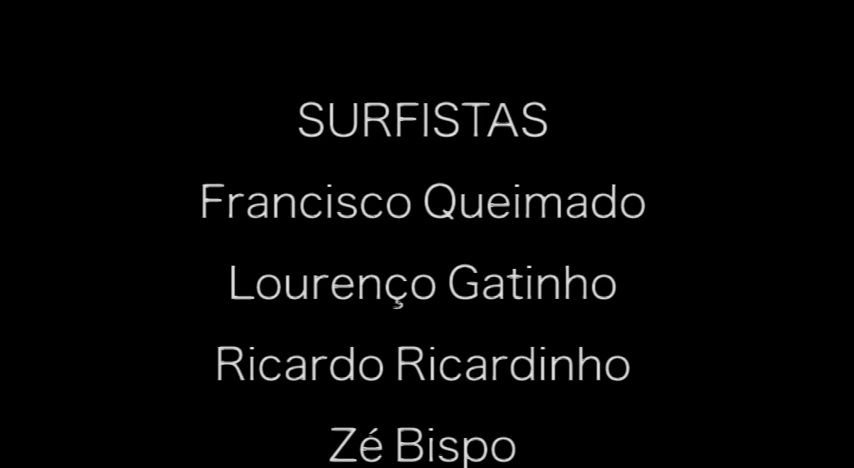 SURFISTAS
Francisco Queimado
Lourenço Gatinho
Ricardo Ricardinho
Zé Bispo